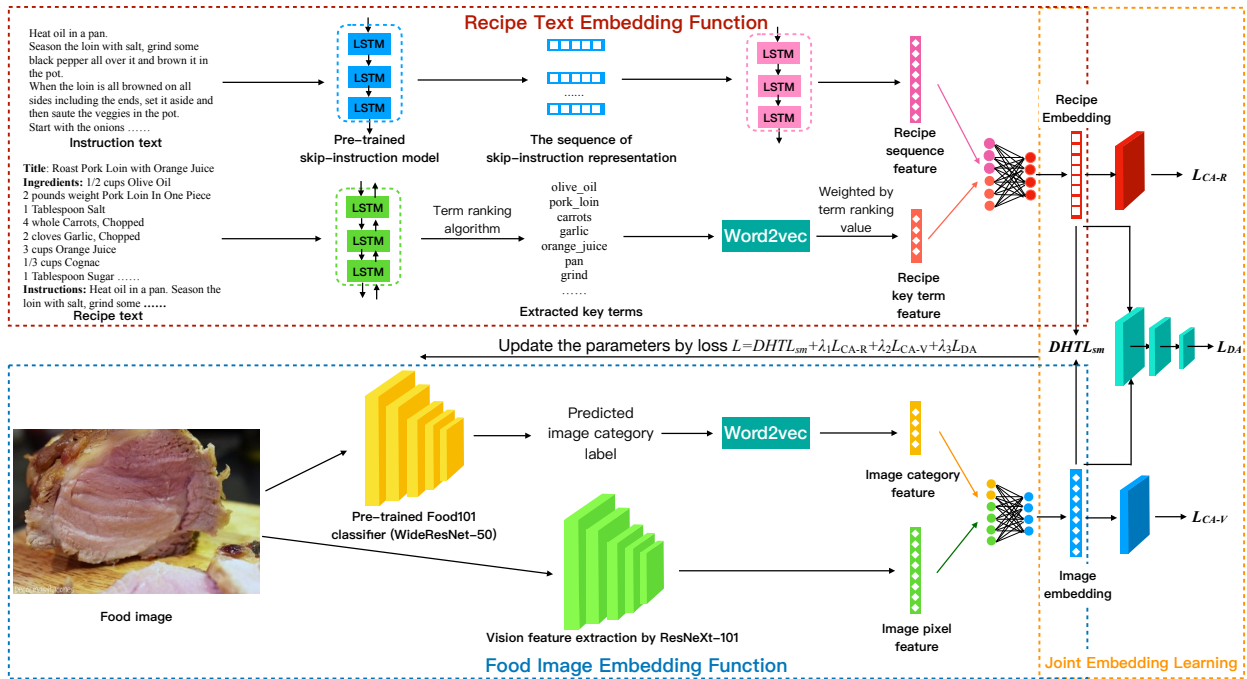 Recipe Text Embedding Function
Heat oil in a pan.
Season the loin with salt, grind some
black pepper all over it and brown it in
the pot.
When the loin is all browned on all
sides including the ends, set it aside and
then saute the veggies in the pot.
Start with the onions ……
Instruction text
LSTM
LSTM
LSTM
Pre-trained
skip-instruction model
......
The sequence of
skip-instruction representation
LSTM
LSTM
LSTM
Recipe
sequence
feature
Recipe
Embedding
L_CA-R
Title: Roast Pork Loin with Orange Juice
Ingredients: 1/2 cups Olive Oil
2 pounds weight Pork Loin In One Piece
1 Tablespoon Salt
4 whole Carrots, Chopped
2 cloves Garlic, Chopped
3 cups Orange Juice
1/3 cups Cognac
1 Tablespoon Sugar ……
Instructions: Heat oil in a pan. Season the
loin with salt, grind some ……
Recipe text
LSTM
LSTM
LSTM
Term ranking
algorithm
olive_oil
pork_loin
carrots
garlic
orange_juice
pan
grind
……
Extracted key terms
Word2vec
Weighted by
term ranking
value
Recipe
key term
feature
Update the parameters by loss L=DHTL_sm+λ_1L_CA-R+λ_2L_CA-V+λ_3L_DA
DHTL_sm
L_DA
Pre-trained Food101
classifier (WideResNet-50)
Predicted
image category
label
Word2vec
Image category
feature
L_CA-V
Food image
Vision feature extraction by ResNeXt-101
Image pixel
feature
Image
embedding
Food Image Embedding Function
Joint Embedding Learning